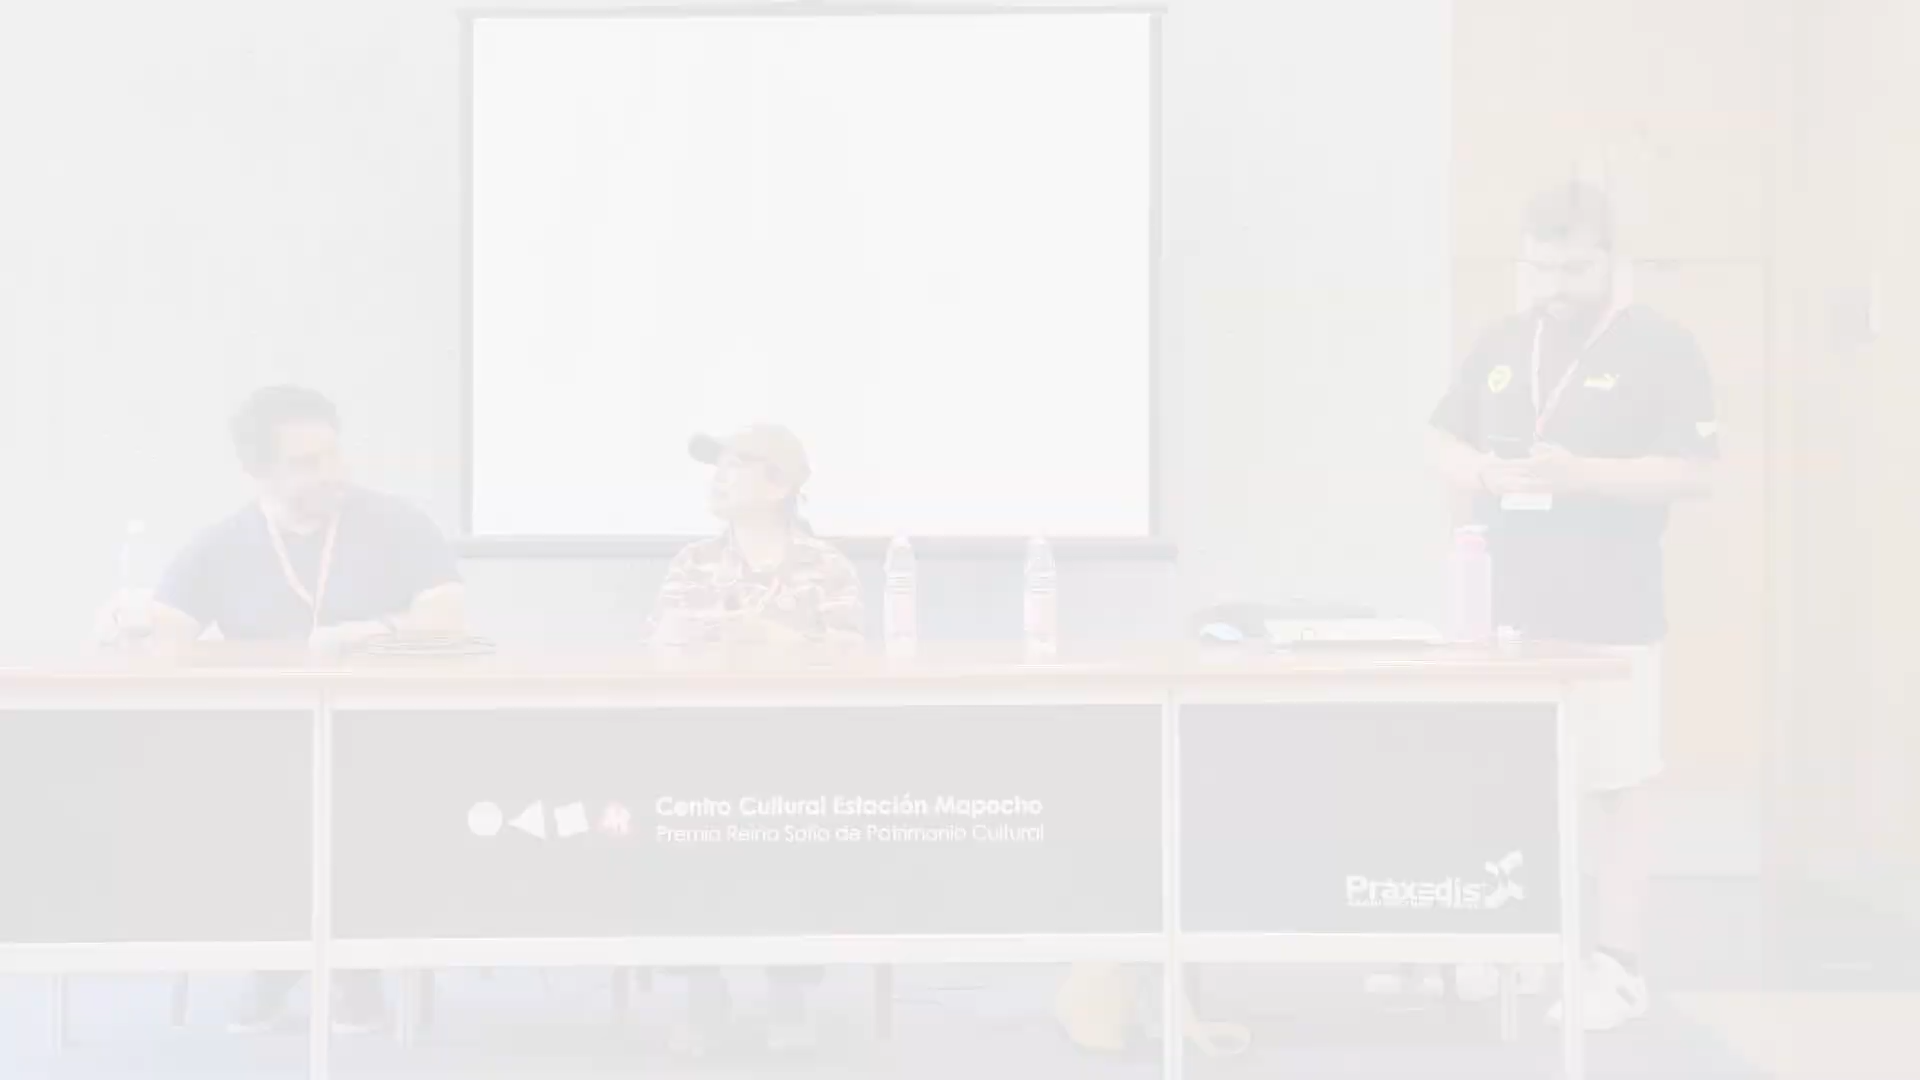 Centro Cultural Estación Mapocho
Premio Reina Sofía de Patrimonio Cultural
Praxedis